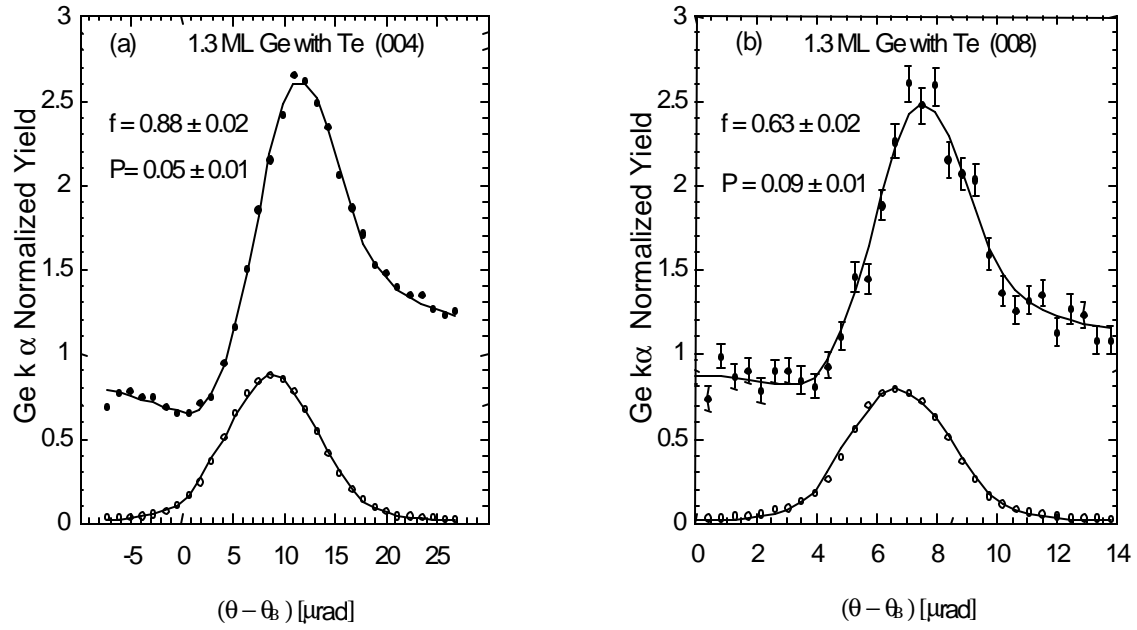 3
2.5
2
1.5
1
0.5
0
Ge k α Normalized Yield
(a) 1.3 ML Ge with Te (004)
f = 0.88 ± 0.02
P = 0.05 ± 0.01
-5 0 5 10 15 20 25
(θ – θB) [μrad]
3
2.5
2
1.5
1
0.5
0
Ge kα Normalized Yield
(b) 1.3 ML Ge with Te (008)
f = 0.63 ± 0.02
P = 0.09 ± 0.01
0 2 4 6 8 10 12 14
(θ – θB) [μrad]